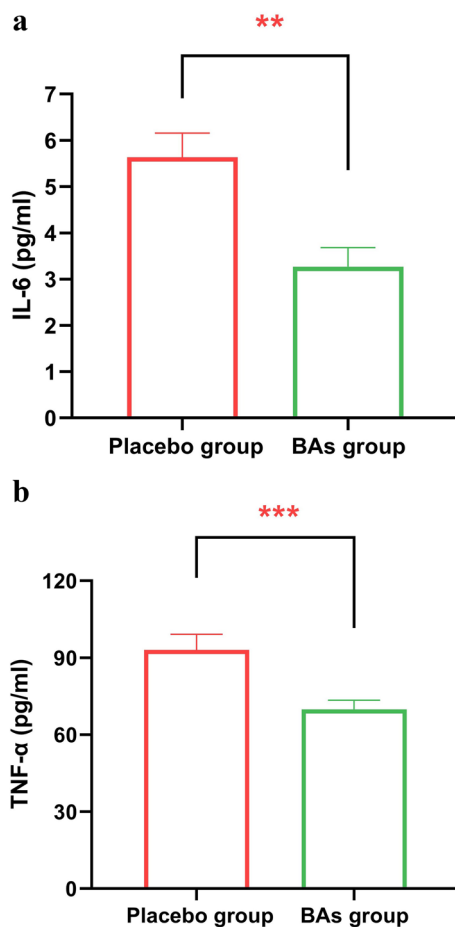 a
**
7
6
5
4
3
2
1
0
IL-6 (pg/ml)
Placebo group BAs group
b
***
120
90
60
30
0
TNF-α (pg/ml)
Placebo group BAs group